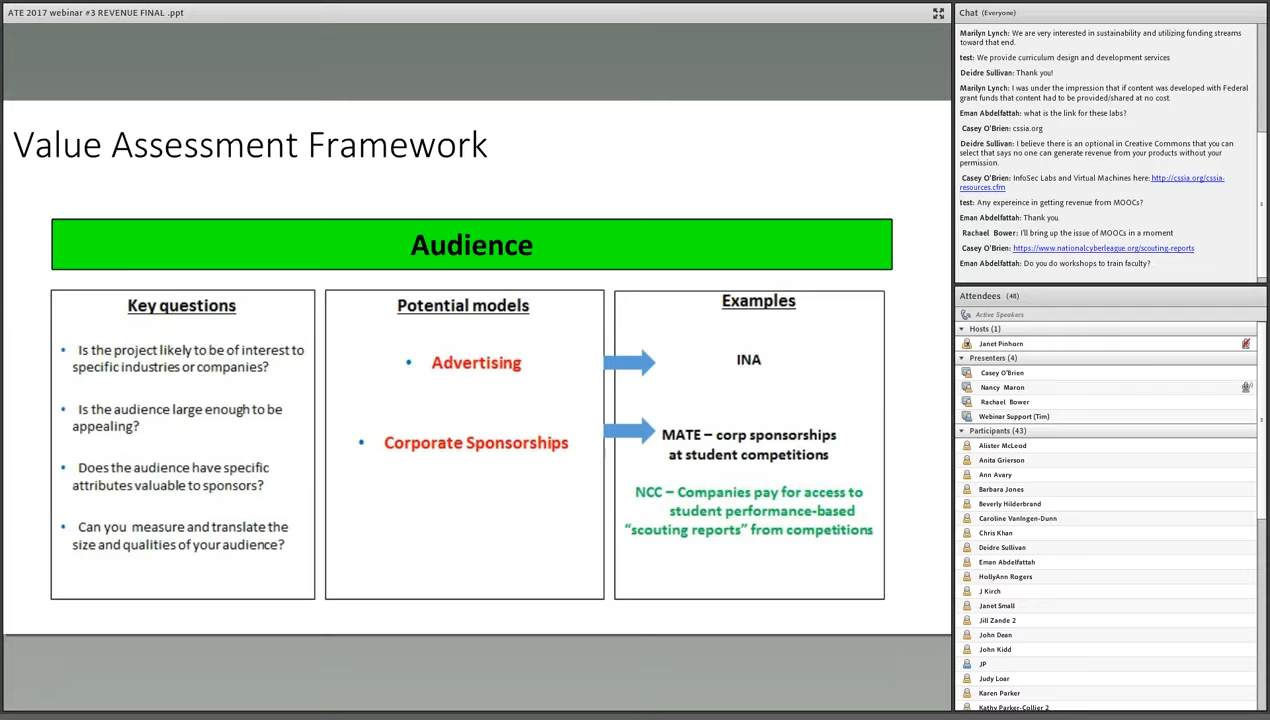 ATE 2017 webinar #3 REVENUE FINAL .ppt
Value Assessment Framework
Audience
Key questions
• Is the project likely to be of interest to
specific industries or companies?
• Is the audience large enough to be
appealing?
• Does the audience have specific
attributes valuable to sponsors?
• Can you measure and translate the
size and qualities of your audience?
Potential models
• Advertising
• Corporate Sponsorships
Examples
INA
MATE – corp sponsorships
at student competitions
NCC – Companies pay for access to
student performance-based
“scouting reports” from competitions
Chat (Everyone)
Marilyn Lynch: We are very interested in sustainability and utilizing funding streams
toward that end.
test: We provide curriculum design and development services
Deidre Sullivan: Thank you!
Marilyn Lynch: I was under the impression that if content was developed with Federal
grant funds that content had to be provided/shared at no cost.
Eman Abdelfattah: what is the link for these labs?
Casey O'Brien: cssia.org
Deidre Sullivan: I believe there is an optional in Creative Commons that you can
select that says no one can generate revenue from your products without your
permission.
Casey O'Brien: InfoSec Labs and Virtual Machines here: http://cssia.org/cssia-
resources.cfm
test: Any expereince in getting revenue from MOOCs?
Eman Abdelfattah: Thank you.
Rachael Bower: I'll bring up the issue of MOOCs in a moment
Casey O'Brien: https://www.nationalcyberleague.org/scouting-reports
Eman Abdelfattah: Do you do workshops to train faculty?
Attendees (48)
Active Speakers
Hosts (1)
Janet Pinhorn
Presenters (4)
Casey O'Brien
Nancy Maron
Rachael Bower
Webinar Support (Tim)
Participants (43)
Alister McLeod
Anita Grierson
Ann Avary
Barbara Jones
Beverly Hilderbrand
Caroline VanIngen-Dunn
Chris Khan
Deidre Sullivan
Eman Abdelfattah
HollyAnn Rogers
J Kirch
Janet Small
Jill Zande 2
John Dean
John Kidd
JP
Judy Loar
Karen Parker
Kathy Parker-Collier 2